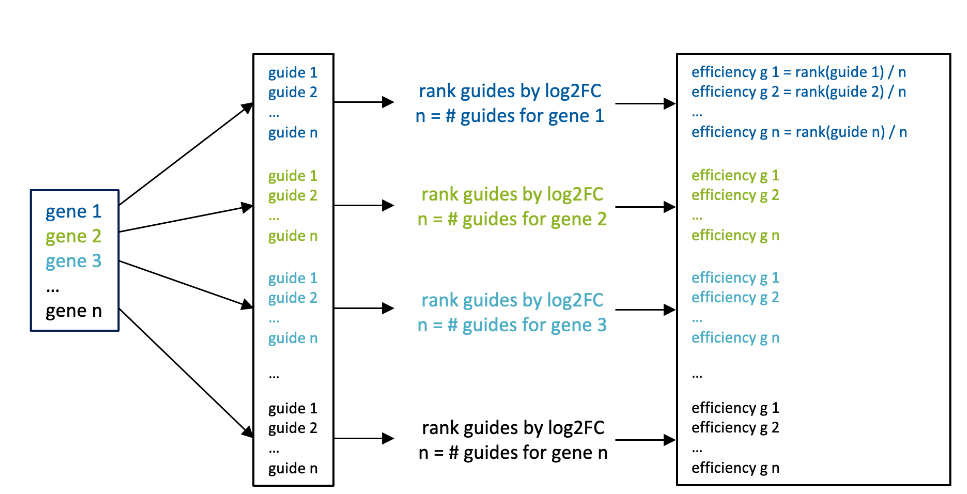 gene 1
gene 2
gene 3
...
gene n
guide 1
guide 2
...
guide n
guide 1
guide 2
...
guide n
guide 1
guide 2
...
guide n
...
guide 1
guide 2
...
guide n
rank guides by log2FC
n = # guides for gene 1
rank guides by log2FC
n = # guides for gene 2
rank guides by log2FC
n = # guides for gene 3
rank guides by log2FC
n = # guides for gene n
efficiency g 1 = rank(guide 1) / n
efficiency g 2 = rank(guide 2) / n
...
efficiency g n = rank(guide n) / n
efficiency g 1
efficiency g 2
...
efficiency g n
efficiency g 1
efficiency g 2
...
efficiency g n
...
efficiency g 1
efficiency g 2
...
efficiency g n